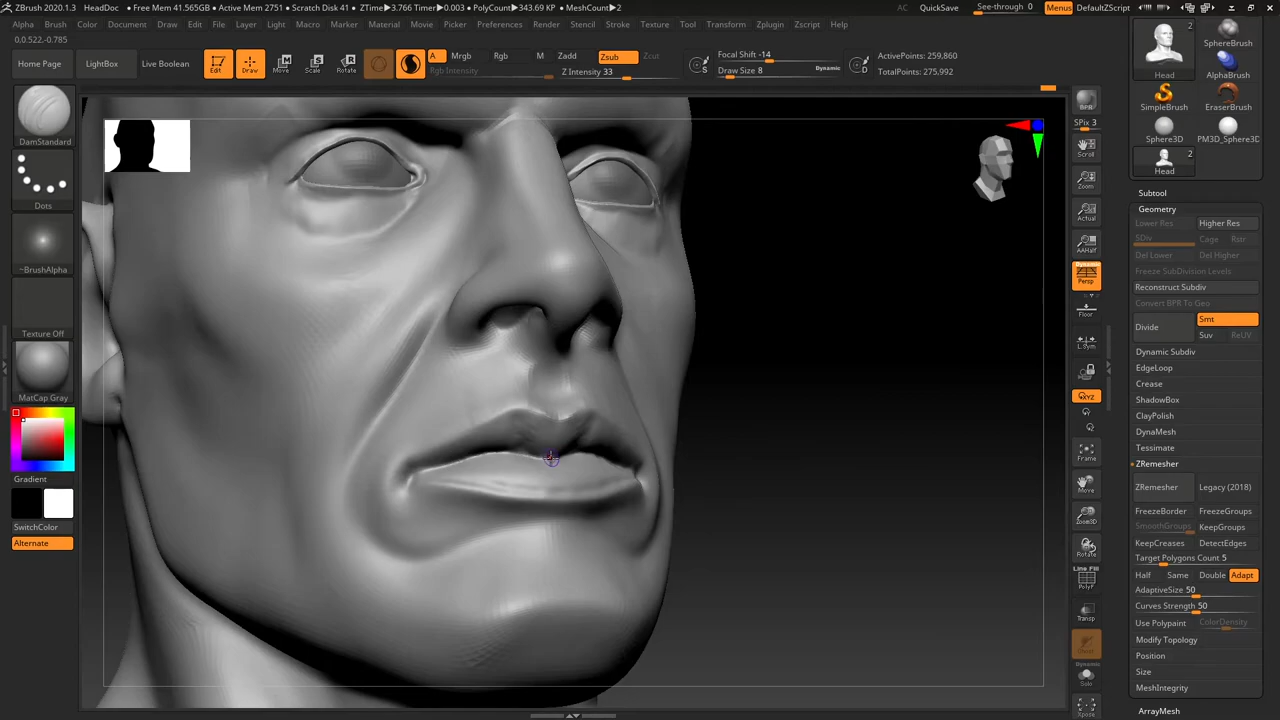 ZBrush 2020.1.3 HeadDoc • Free Mem 41.565GB • Active Mem 2751 • Scratch Disk 41 • ZTime▶3.766 Timer▶0.003 • PolyCount▶343.69 KP • MeshCount▶2 AC QuickSave See-through 0 Menus DefaultZScript
Alpha Brush Color Document Draw Edit File Layer Light Macro Marker Material Movie Picker Preferences Render Stencil Stroke Texture Tool Transform Zplugin Zscript Help
0,0.522,-0.785
Home Page LightBox Live Boolean Edit Draw Move Scale Rotate A Mrgb Rgb M Zadd Zsub Zcut
Rgb Intensity Z Intensity 33
Focal Shift -14
Draw Size 8 Dynamic
S D
ActivePoints: 259,860
TotalPoints: 275,992
DamStandard
Dots
~BrushAlpha
Texture Off
MatCap Gray
Gradient
SwitchColor
Alternate
BPR
SPix 3
Scroll
Zoom
Actual
AAHalf
Dynamic
Persp
Floor
L.Sym
XYZ
Frame
Move
Zoom3D
Rotate
Line Fill
PolyF
Transp
Ghost
Dynamic
Solo
Xpose
2
Head
SphereBrush
AlphaBrush
SimpleBrush
EraserBrush
Sphere3D
PM3D_Sphere3D
2
Head
Subtool
Geometry
Lower Res Higher Res
SDiv Cage Rstr
Del Lower Del Higher
Freeze SubDivision Levels
Reconstruct Subdiv
Convert BPR To Geo
Divide Smt
Suv ReUV
Dynamic Subdiv
EdgeLoop
Crease
ShadowBox
ClayPolish
DynaMesh
Tessimate
ZRemesher
ZRemesher Legacy (2018)
FreezeBorder FreezeGroups
SmoothGroups KeepGroups
KeepCreases DetectEdges
Target Polygons Count 5
Half Same Double Adapt
AdaptiveSize 50
Curves Strength 50
Use Polypaint ColorDensity
Modify Topology
Position
Size
MeshIntegrity
ArrayMesh